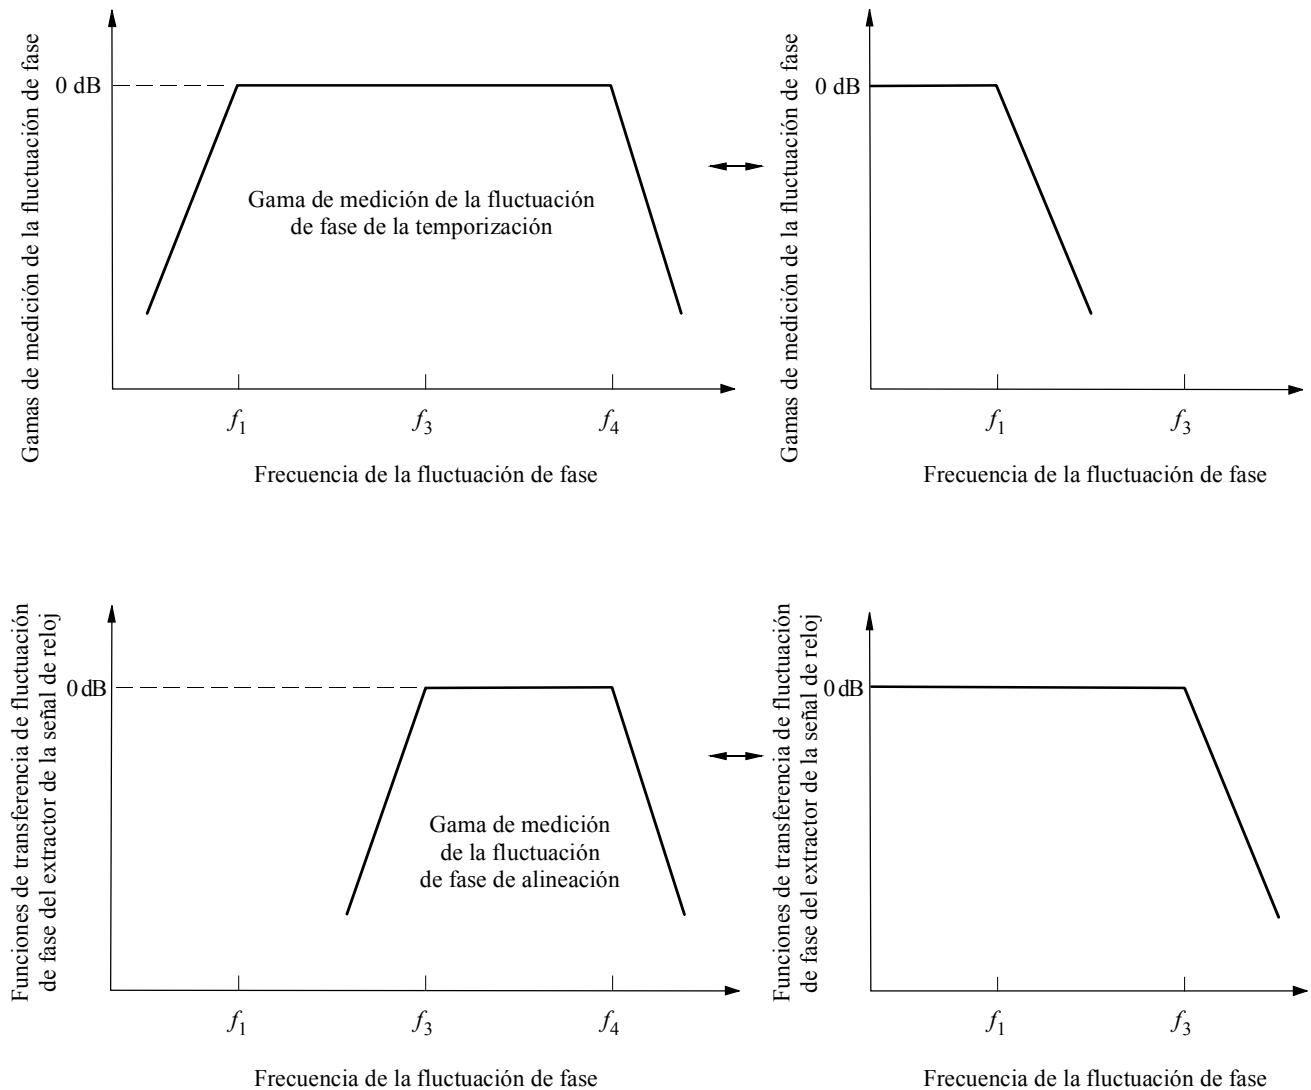 Gamas de medición de la fluctuación de fase
0 dB
Gama de medición de la fluctuación
de fase de la temporización
f1
f3
f4
Frecuencia de la fluctuación de fase
Gamas de medición de la fluctuación de fase
0 dB
f1
f3
Frecuencia de la fluctuación de fase
Funciones de transferencia de fluctuación
de fase del extractor de la señal de reloj
0 dB
Gama de medición
de la fluctuación
de fase de alineación
f1
f3
f4
Frecuencia de la fluctuación de fase
Funciones de transferencia de fluctuación
de fase del extractor de la señal de reloj
0 dB
f1
f3
Frecuencia de la fluctuación de fase